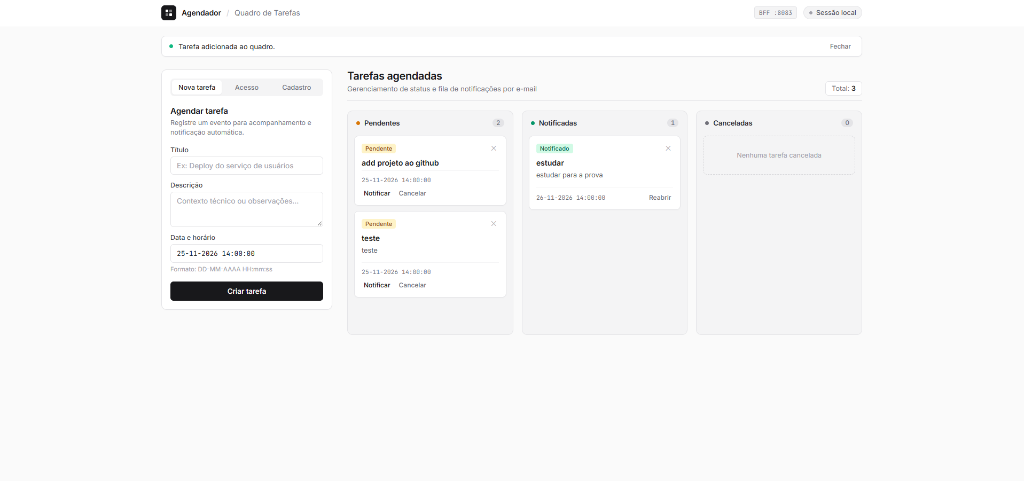 Agendador / Quadro de Tarefas
BFF :8083
Sessão local
Tarefa adicionada ao quadro.
Fechar
Nova tarefa
Acesso
Cadastro
Agendar tarefa
Registre um evento para acompanhamento e
notificação automática.
Título
Ex: Deploy do serviço de usuários
Descrição
Contexto técnico ou observações...
Data e horário
25-11-2026 14:00:00
Formato: DD-MM-AAAA HH:mm:ss
Criar tarefa
Tarefas agendadas
Gerenciamento de status e fila de notificações por e-mail
Total: 3
Pendentes
2
Pendente
add projeto ao github
25-11-2026 14:00:00
Notificar
Cancelar
Pendente
teste
teste
25-11-2026 14:00:00
Notificar
Cancelar
Notificadas
1
Notificado
estudar
estudar para a prova
26-11-2026 14:00:00
Reabrir
Canceladas
0
Nenhuma tarefa cancelada